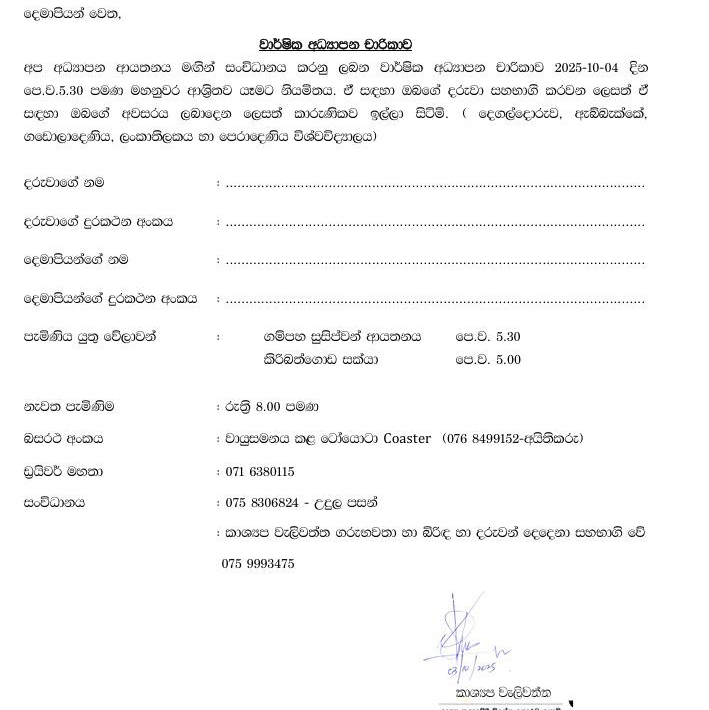 දෙමාපියන් වෙත,
වාර්ෂික අධ්‍යාපන චාරිකාව
අප අධ්‍යාපන ආයතනය මඟින් සංවිධානය කරනු ලබන වාර්ෂික අධ්‍යාපන චාරිකාව 2025-10-04 දින
පෙ.ව.5.30 පමණ මහනුවර ආශ්‍රිතව යෑමට නියමිතය. ඒ සඳහා ඔබගේ දරුවා සහභාගී කරවන ලෙසත් ඒ
සඳහා ඔබගේ අවසරය ලබාදෙන ලෙසත් කාරුණිකව ඉල්ලා සිටිමි. ( දෙගල්දොරුව, ඇම්බැක්කේ,
ගඩොලාදෙණිය, ලංකාතිලකය හා පෙරාදෙණිය විශ්වවිද්‍යාලය)
දරුවාගේ නම : ........................................................................................................
දරුවාගේ දුරකථන අංකය : ........................................................................................................
දෙමාපියන්ගේ නම : ........................................................................................................
දෙමාපියන්ගේ දුරකථන අංකය : ........................................................................................................
පැමිණිය යුතු වේලාවන් : ගම්පහ සුසිප්වන් ආයතනය පෙ.ව. 5.30
කිරිබත්ගොඩ සක්‍යා පෙ.ව. 5.00
නැවත පැමිණිම : රුත්‍රි 8.00 පමණ
බසරථ අංකය : වායුසමනය කළ ටෝයොටා Coaster (076 8499152-අයිතිකරු)
ඩ්‍රයිවර් මහතා : 071 6380115
සංවිධානය : 075 8306824 - උදුල පසන්
: කාශ්‍යප වැලිවත්ත ගරුභවතා හා බිරිඳ හා දරුවන් දෙදෙනා සහභාගි වේ
075 9993475
03/10/2025
කාශ්‍යප වැලිවත්ත